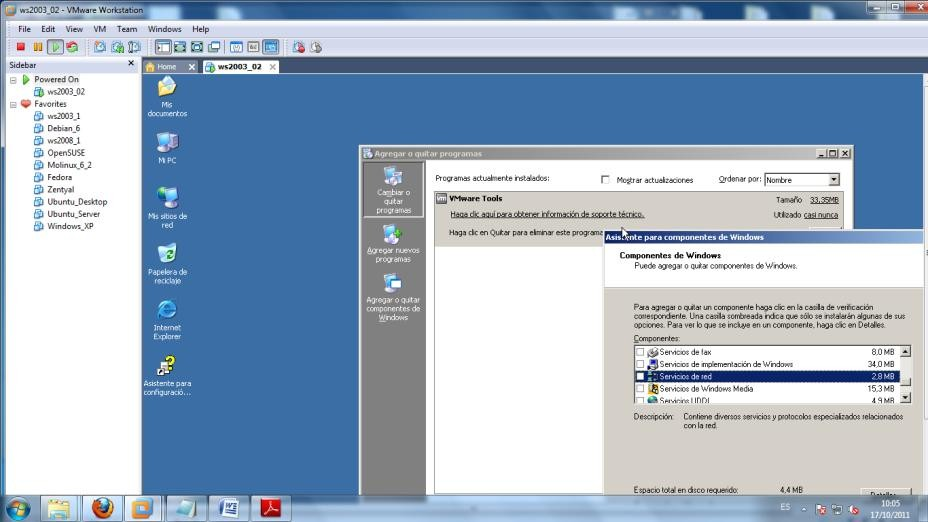 ws2003_02 - VMware Workstation
File Edit View VM Team Windows Help
Sidebar
Powered On
ws2003_02
Favorites
ws2003_1
Debian_6
ws2008_1
OpenSUSE
Molinux_6_2
Fedora
Zentyal
Ubuntu_Desktop
Ubuntu_Server
Windows_XP
Home
ws2003_02
Mis
documentos
Mi PC
Mis sitios de
red
Papelera de
reciclaje
Internet
Explorer
Asistente para
configuració...
Agregar o quitar programas
Cambiar o
quitar
programas
Agregar nuevos
programas
Agregar o quitar
componentes de
Windows
Programas actualmente instalados:
Mostrar actualizaciones
Ordenar por:
Nombre
VMware Tools
Tamaño 33,35MB
Haga clic aquí para obtener información de soporte técnico.
Utilizado casi nunca
Haga clic en Quitar para eliminar este programa
Asistente para componentes de Windows
Componentes de Windows
Puede agregar o quitar componentes de Windows.
Para agregar o quitar un componente haga clic en la casilla de verificación
correspondiente. Una casilla sombreada indica que sólo se instalarán algunas de sus
opciones. Para ver lo que se incluye en un componente, haga clic en Detalles.
Componentes:
Servicios de fax 8,0 MB
Servicios de implementación de Windows 34,0 MB
Servicios de red 2,8 MB
Servicios de Windows Media 15,3 MB
Servicios UDDI 4,9 MB
Descripción: Contiene diversos servicios y protocolos especializados relacionados
con la red.
Espacio total en disco requerido: 4,4 MB
Detalles
ES
10:05
17/10/2011